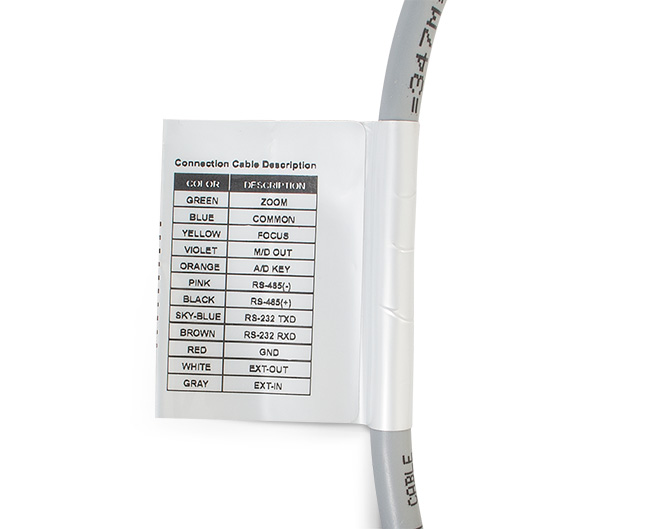 =347M
Connection Cable Description
COLOR DESCRIPTION
GREEN ZOOM
BLUE COMMON
YELLOW FOCUS
VIOLET M/D OUT
ORANGE A/D KEY
PINK RS-485(-)
BLACK RS-485(+)
SKY-BLUE RS-232 TXD
BROWN RS-232 RXD
RED GND
WHITE EXT-OUT
GRAY EXT-IN
CABLE